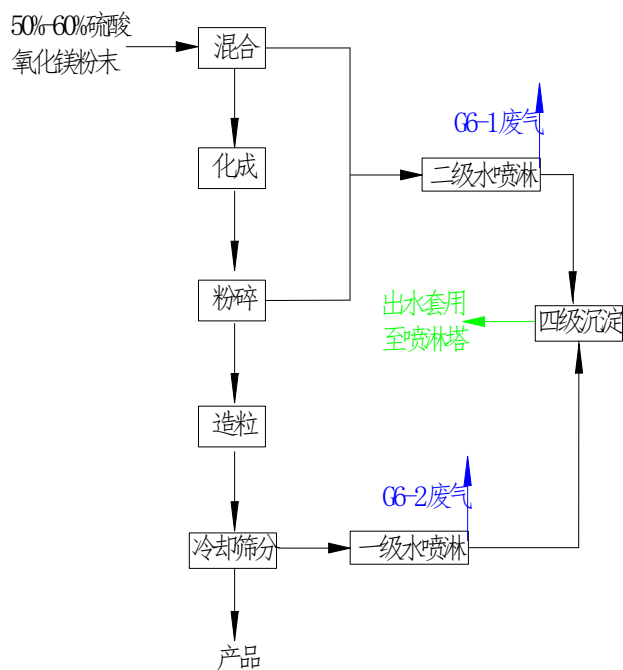 50%-60%硫酸
氧化镁粉末
混合
G6-1废气
化成
二级水喷淋
粉碎
出水套用
至喷淋塔
四级沉淀
造粒
G6-2废气
冷却筛分
一级水喷淋
产品